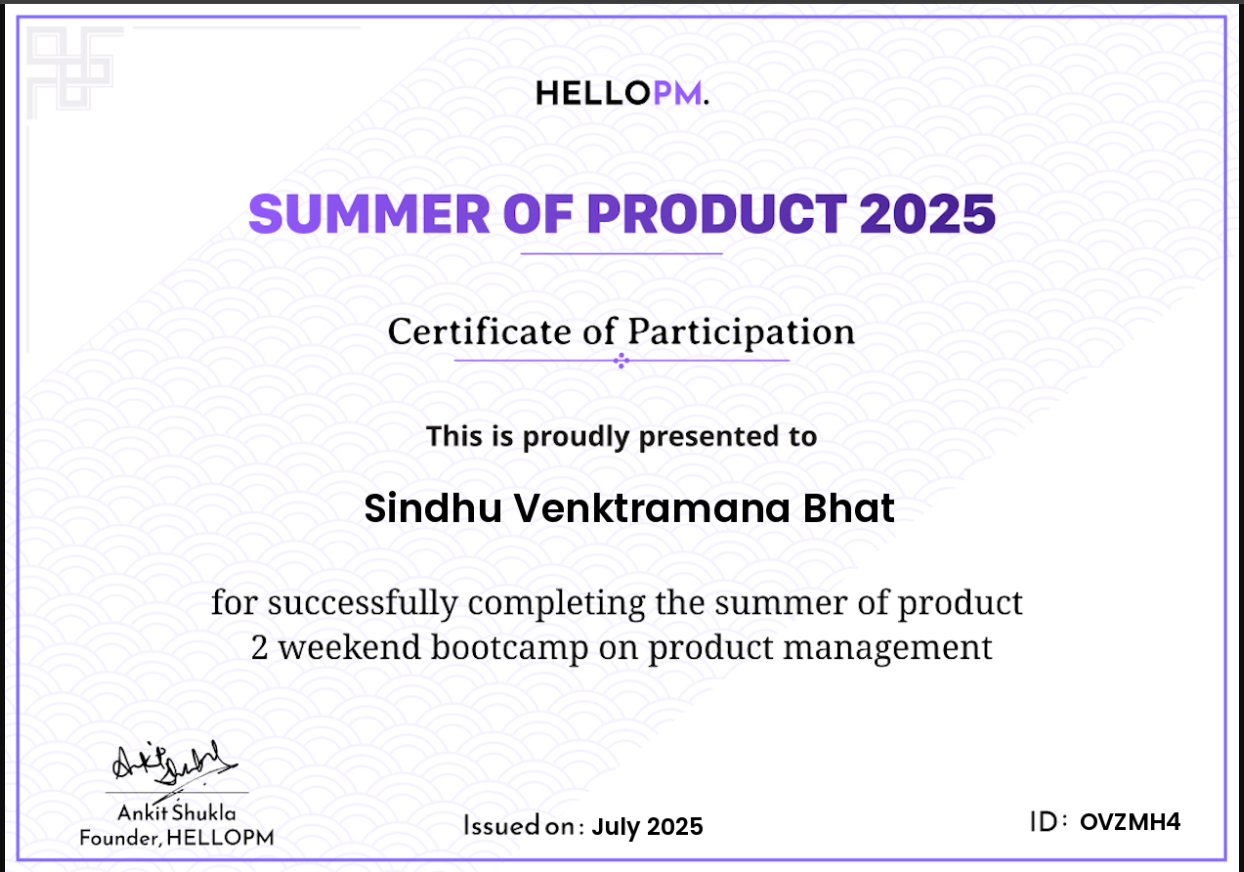 HELLOPM.
SUMMER OF PRODUCT 2025
Certificate of Participation
This is proudly presented to
Sindhu Venktramana Bhat
for successfully completing the summer of product
2 weekend bootcamp on product management
Ankit Shukla
Ankit Shukla
Founder, HELLOPM
Issued on: July 2025
ID: OVZMH4